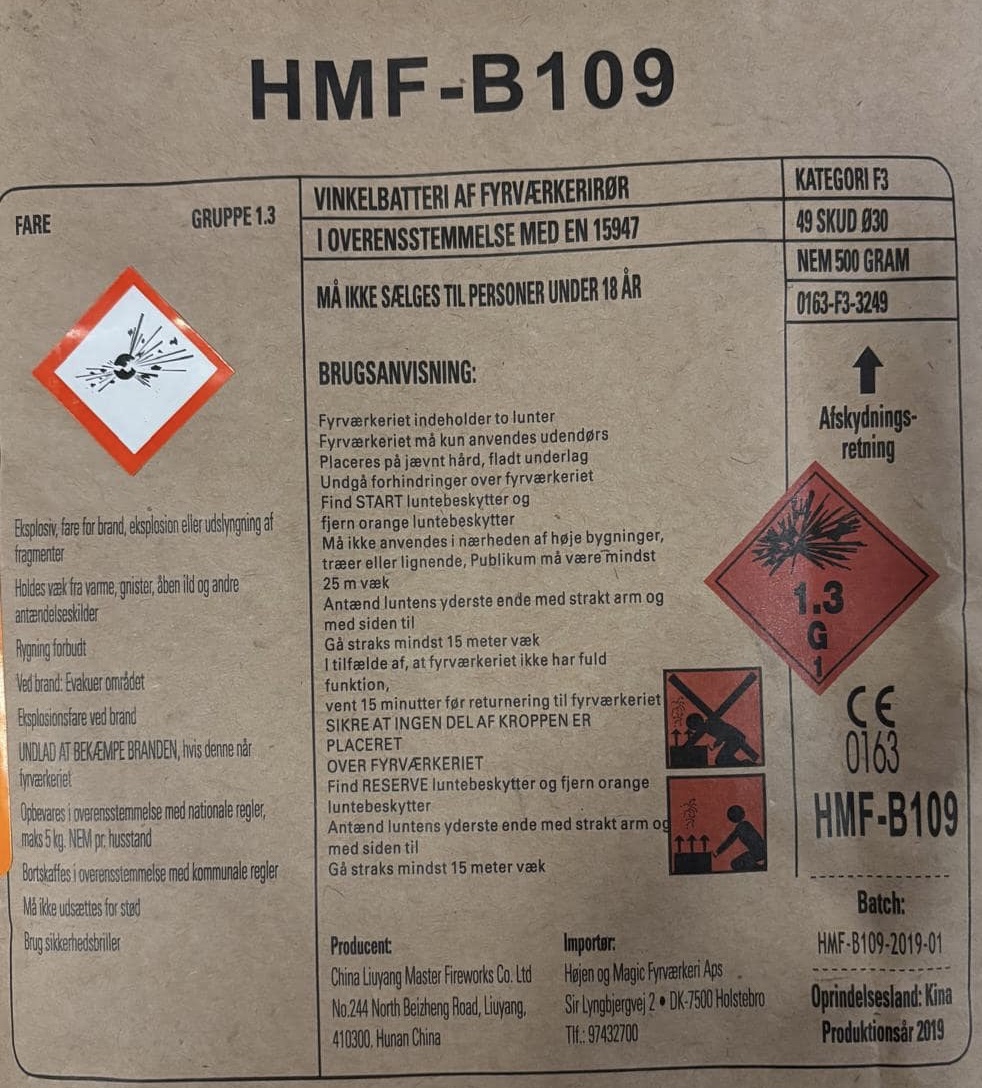 HMF-B109
FARE
GRUPPE 1.3
Explosiv, fare for brand, eksplosion eller udslyngning af
fragmenter
Holdes væk fra varme, gnister, åben ild og andre
antændelseskilder
Rygning forbudt
Ved brand: Evakuer området
Eksplosionsfare ved brand
UNDLAD AT BEKÆMPE BRANDEN, hvis denne når
fyrværkeriet
Opbevares i overensstemmelse med nationale regler,
maks 5 kg. NEM pr. husstand
Bortskaffes i overensstemmelse med kommunale regler
Må ikke udsættes for stød
Brug sikkerhedsbriller
VINKELBATTERI AF FYRVÆRKERIRØR
I OVERENSSTEMMELSE MED EN 15947
MÅ IKKE SÆLGES TIL PERSONER UNDER 18 ÅR
BRUGSANVISNING:
Fyrværkeriet indeholder to lunter
Fyrværkeriet må kun anvendes udendørs
Placeres på jævnt hård, fladt underlag
Undgå forhindringer over fyrværkeriet
Find START luntebeskytter og
fjern orange luntebeskytter
Må ikke anvendes i nærheden af høje bygninger,
træer eller lignende, Publikum må være mindst
25 m væk
Antænd luntens yderste ende med strakt arm og
med siden til
Gå straks mindst 15 meter væk
I tilfælde af, at fyrværkeriet ikke har fuld
funktion,
vent 15 minutter før returnering til fyrværkeriet
SIKRE AT INGEN DEL AF KROPPEN ER
PLACERET
OVER FYRVÆRKERIET
Find RESERVE luntebeskytter og fjern orange
luntebeskytter
Antænd luntens yderste ende med strakt arm og
med siden til
Gå straks mindst 15 meter væk
Producent:
China Liuyang Master Fireworks Co. Ltd
No.244 North Beizheng Road, Liuyang,
410300, Hunan China
Importør:
Højen og Magic Fyrværkeri Aps
Sir Lyngbjergvej 2 • DK-7500 Holstebro
Tlf.: 97432700
KATEGORI F3
49 SKUD Ø30
NEM 500 GRAM
0163-F3-3249
Afskydnings-
retning
1.3
G
1
CE
0163
HMF-B109
Batch:
HMF-B109-2019-01
Oprindelsesland: Kina
Produktionsår 2019